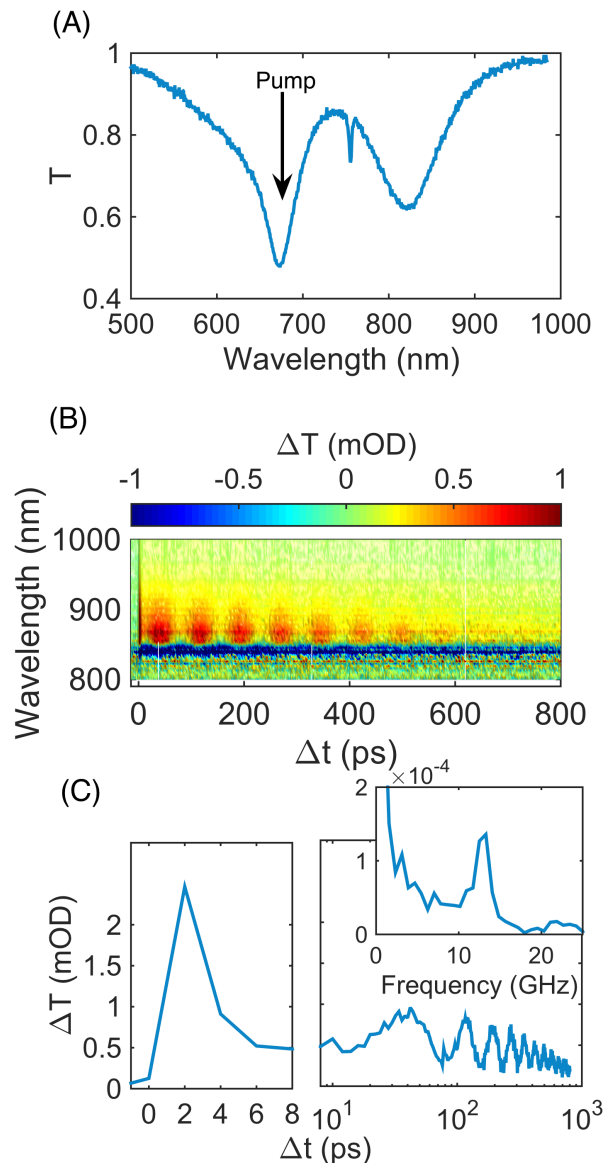 (A)
1
0.8
0.6
0.4
T
Pump
500 600 700 800 900 1000
Wavelength (nm)
(B)
ΔT (mOD)
-1 -0.5 0 0.5 1
Wavelength (nm)
1000
900
800
0 200 400 600 800
Δt (ps)
(C)
ΔT (mOD)
2
1.5
1
0.5
0
0 2 4 6 8
Δt (ps)
×10⁻⁴
2
1
0
0 10 20
Frequency (GHz)
10¹ 10² 10³
Δt (ps)